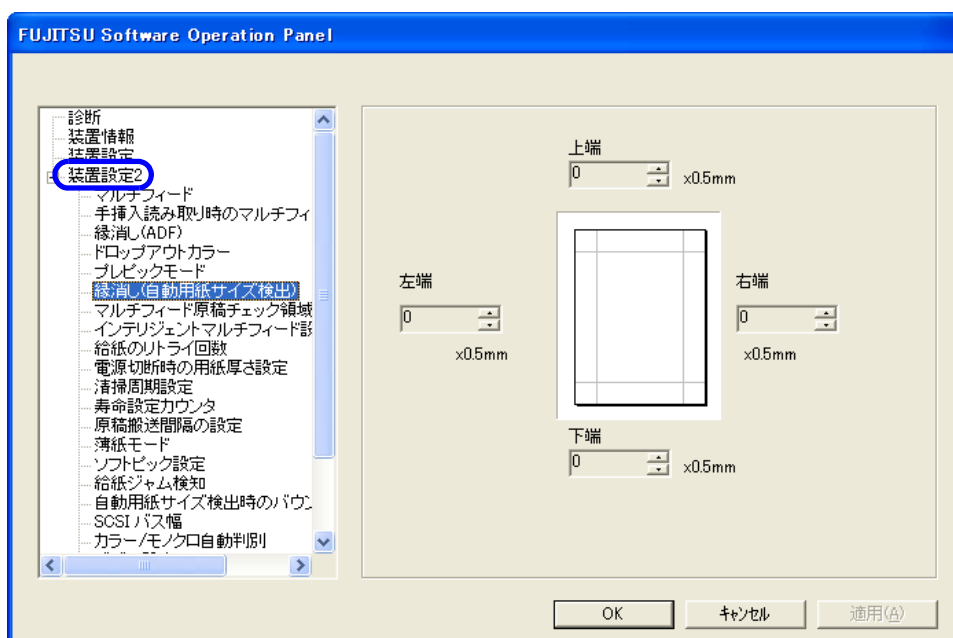 FUJITSU Software Operation Panel
診断
装置情報
装置設定
装置設定2
マルチフィード
手挿入読み取り時のマルチフィ
縁消し(ADF)
ドロップアウトカラー
プレピックモード
縁消し(自動用紙サイズ検出)
マルチフィード原稿チェック領域
インテリジェントマルチフィード設
給紙のリトライ回数
電源切断時の用紙厚さ設定
清掃周期設定
寿命設定カウンタ
原稿搬送間隔の設定
薄紙モード
ソフトピック設定
給紙ジャム検知
自動用紙サイズ検出時のバウン
SCSI バス幅
カラー/モノクロ自動判別
上端
0 x0.5mm
左端
0
x0.5mm
右端
0
x0.5mm
下端
0 x0.5mm
OK キャンセル 適用(A)